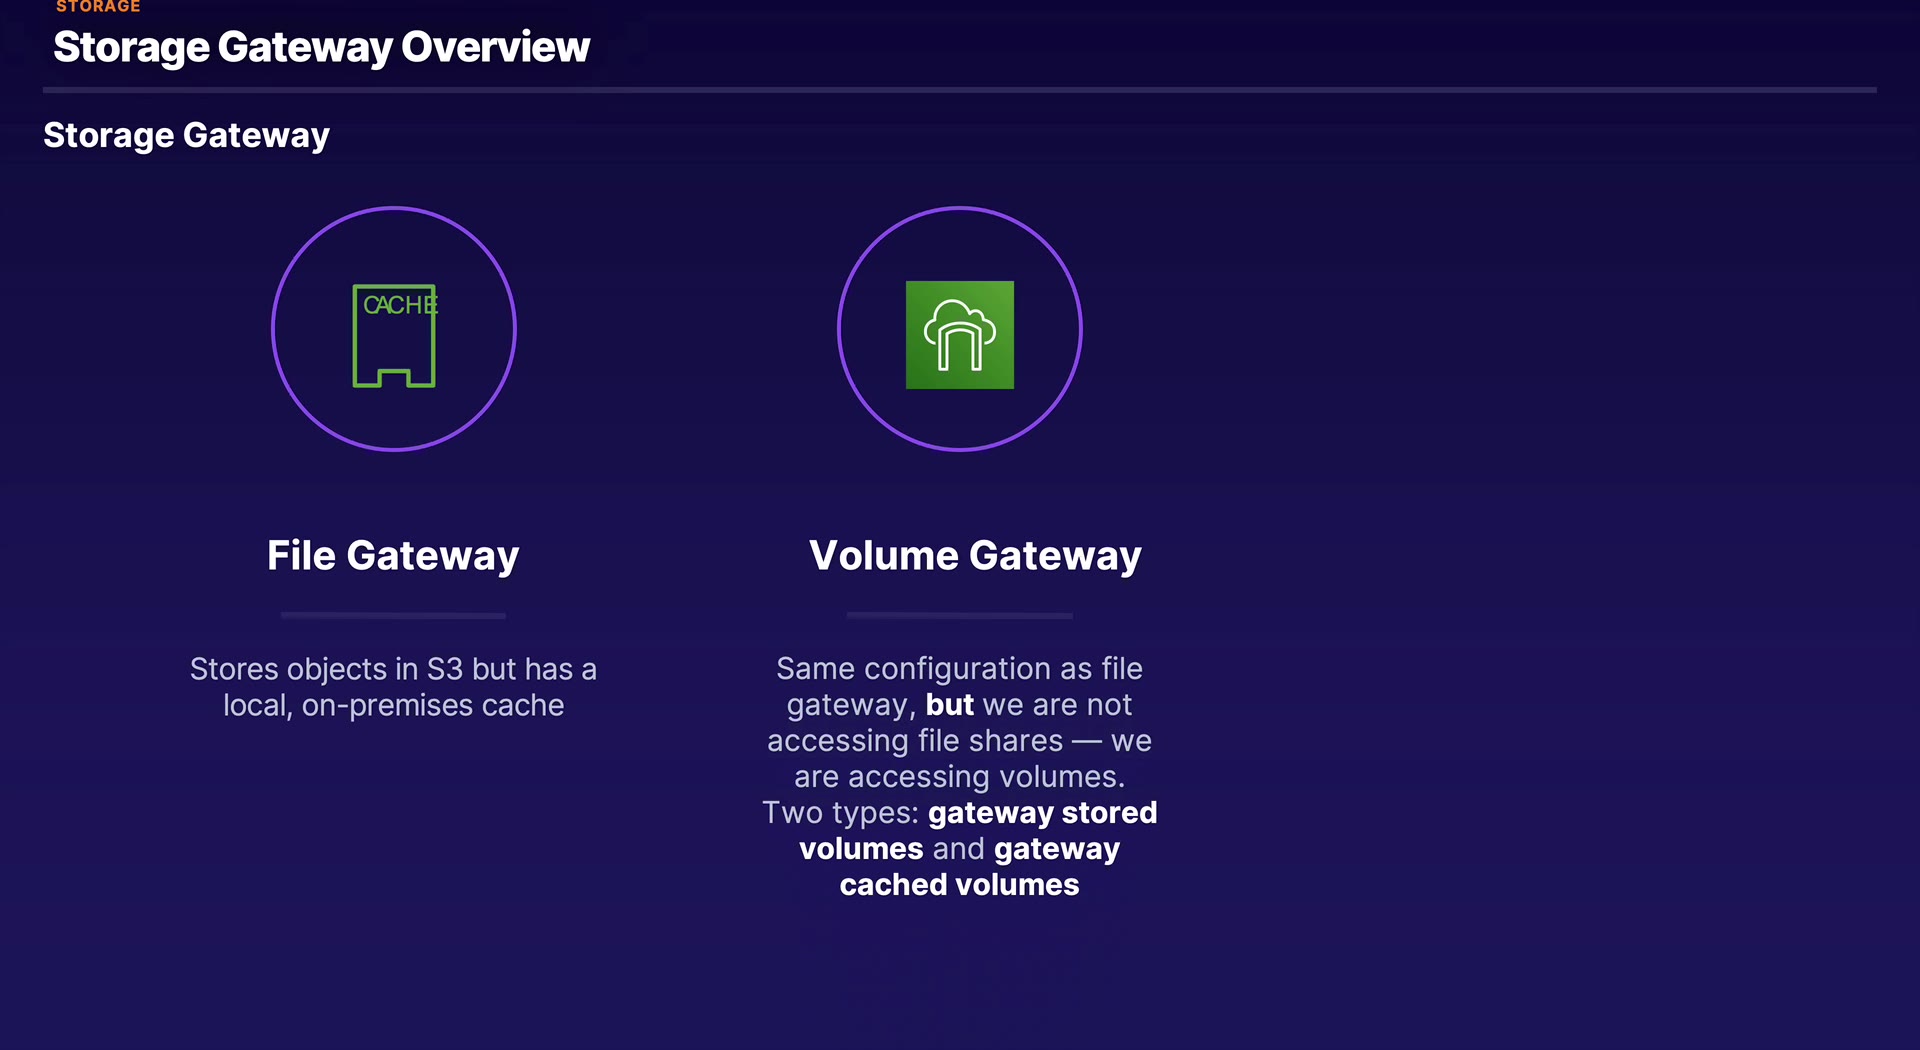 STORAGE
Storage Gateway Overview
Storage Gateway
CACHE
File Gateway
Stores objects in S3 but has a
local, on-premises cache
Volume Gateway
Same configuration as file
gateway, but we are not
accessing file shares — we
are accessing volumes.
Two types: gateway stored
volumes and gateway
cached volumes